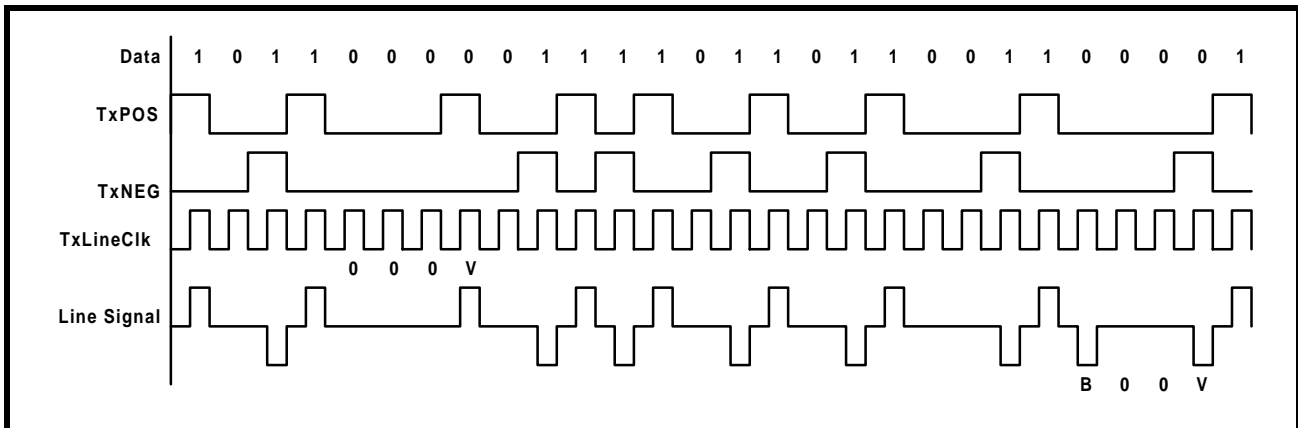 Data 1 0 1 1 0 0 0 0 0 1 1 1 1 0 1 1 0 1 1 0 0 1 1 0 0 0 0 1
TxPOS
TxNEG
TxLineClk
0 0 0 V
Line Signal
B 0 0 V